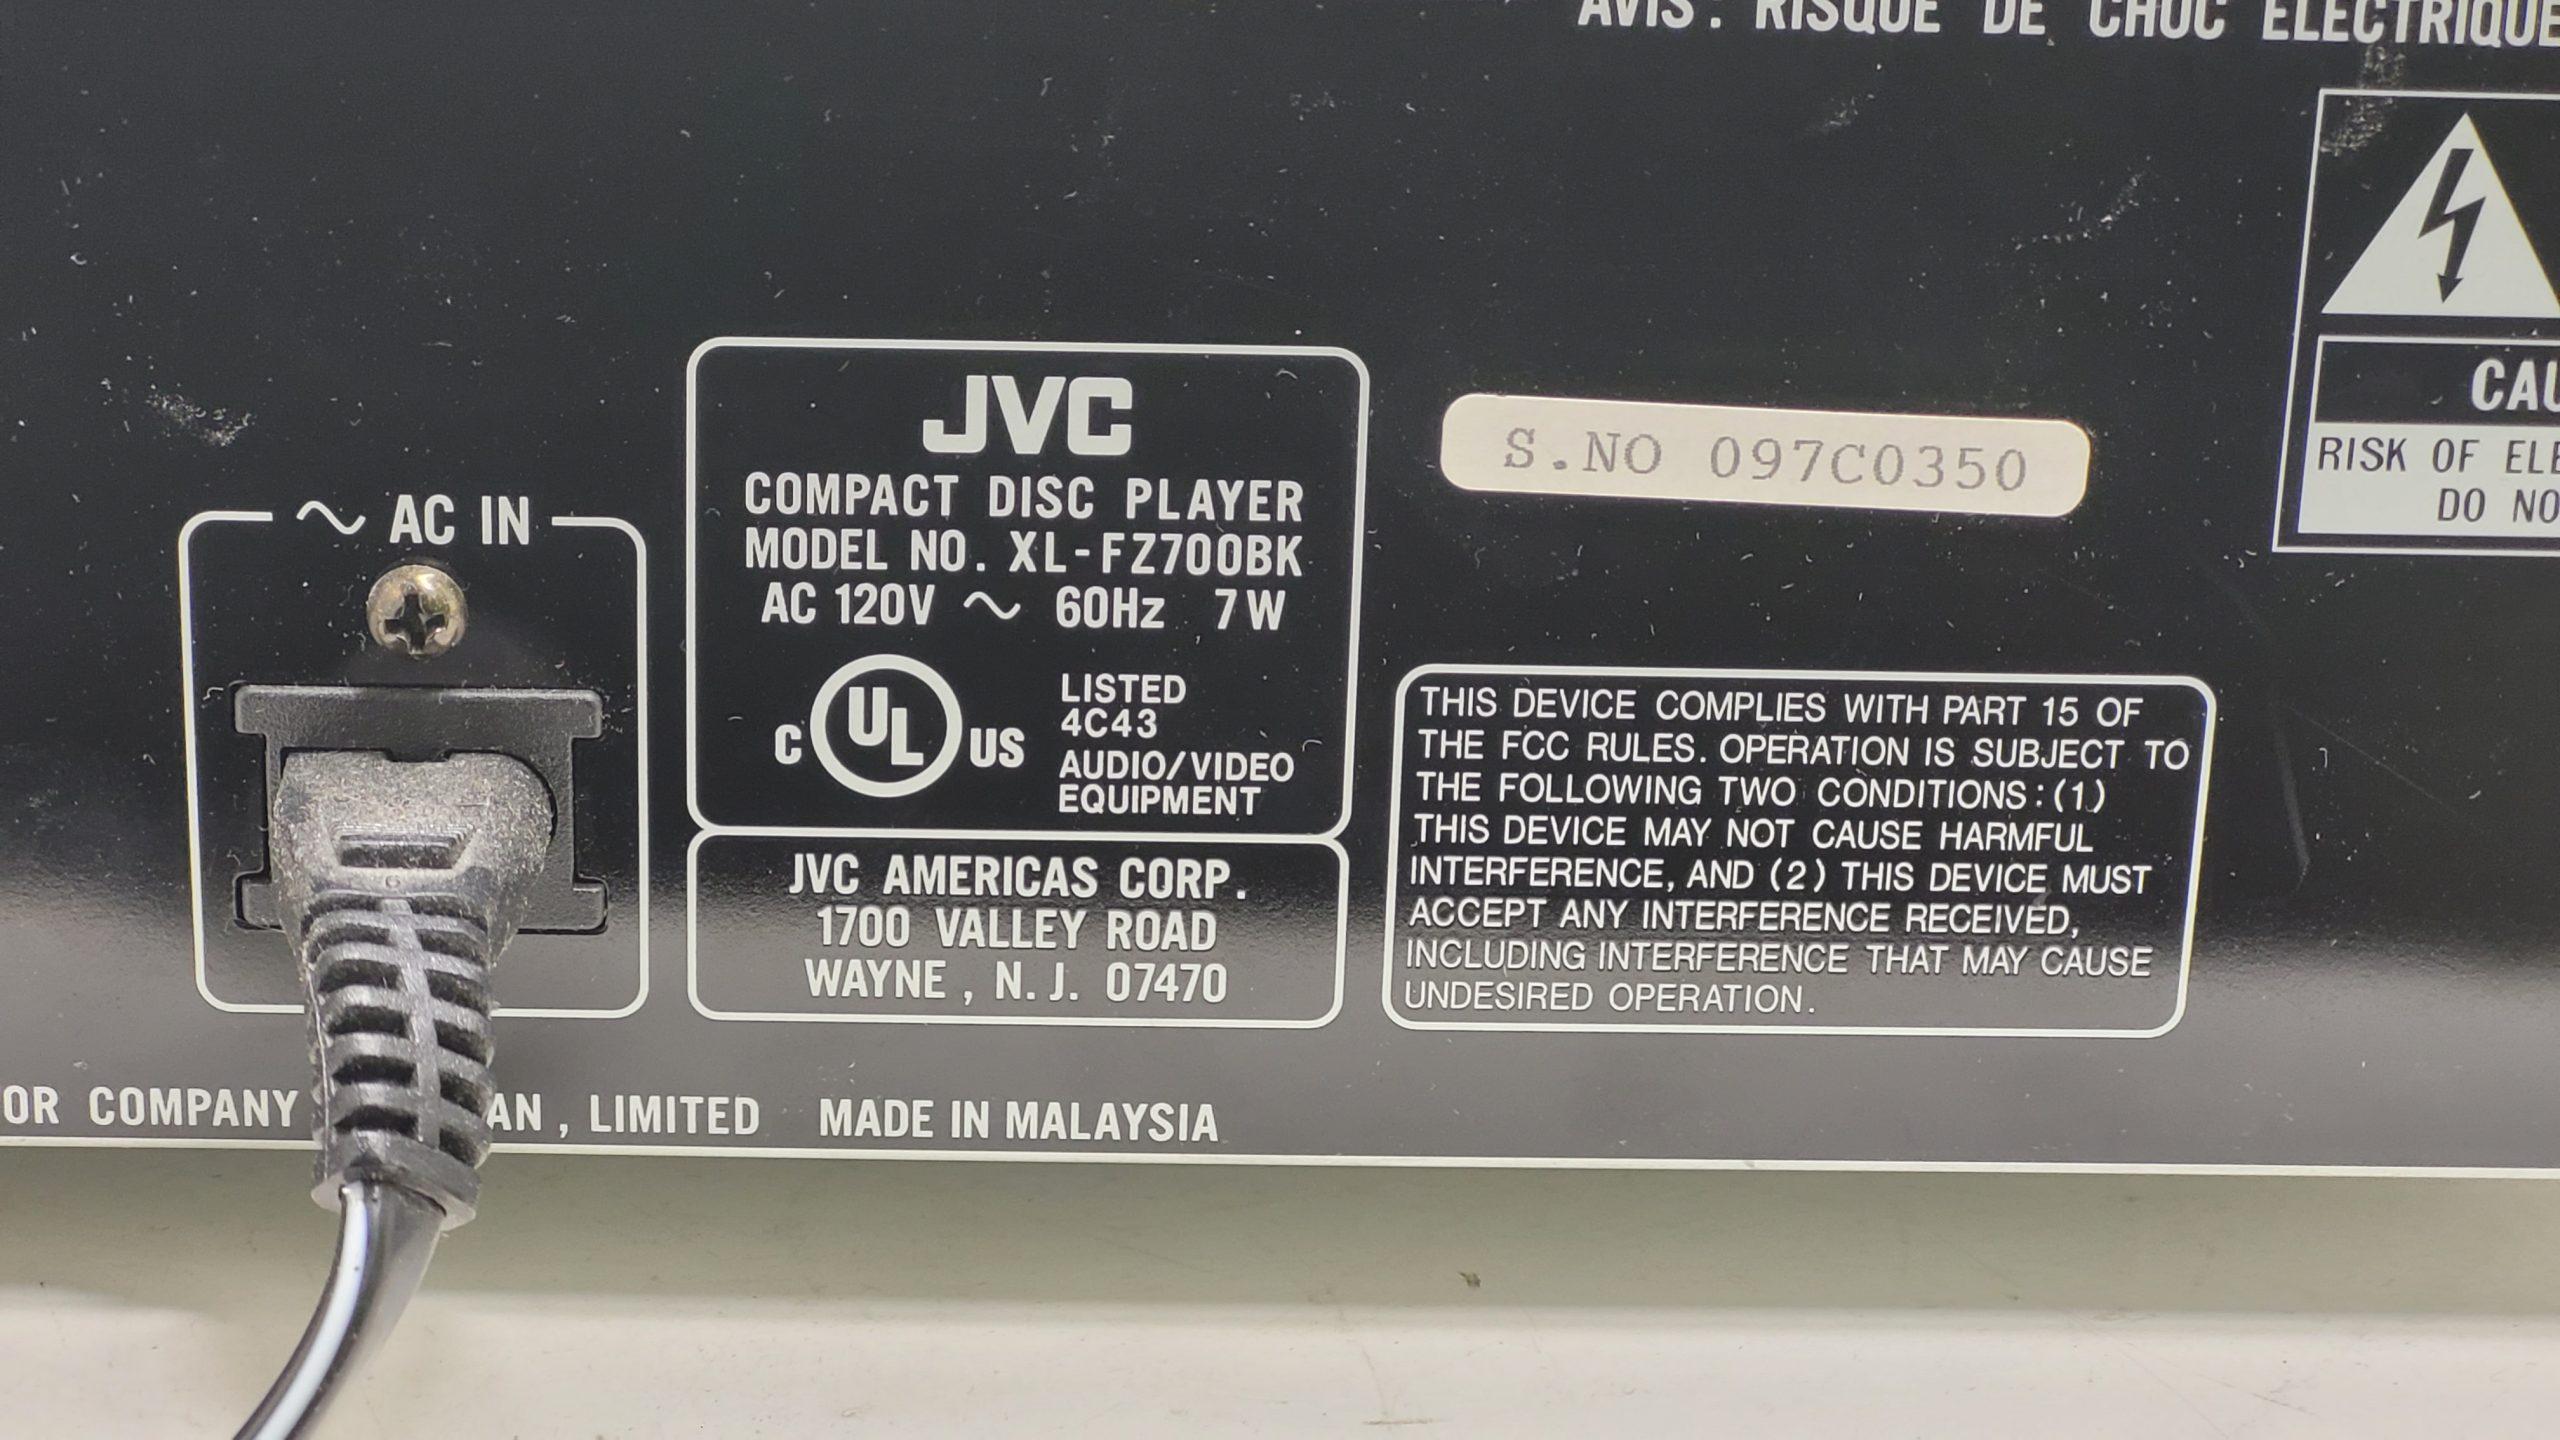 AVIS: RISQUE DE CHOC ELECTRIQUE
CAU
RISK OF ELE
DO NO
S.NO 097C0350
~ AC IN
JVC
COMPACT DISC PLAYER
MODEL NO. XL-FZ700BK
AC 120V ~ 60Hz 7W
C UL US
LISTED
4C43
AUDIO/VIDEO
EQUIPMENT
JVC AMERICAS CORP.
1700 VALLEY ROAD
WAYNE, N.J. 07470
THIS DEVICE COMPLIES WITH PART 15 OF
THE FCC RULES. OPERATION IS SUBJECT TO
THE FOLLOWING TWO CONDITIONS:(1)
THIS DEVICE MAY NOT CAUSE HARMFUL
INTERFERENCE, AND (2) THIS DEVICE MUST
ACCEPT ANY INTERFERENCE RECEIVED,
INCLUDING INTERFERENCE THAT MAY CAUSE
UNDESIRED OPERATION.
OR COMPANY AN, LIMITED MADE IN MALAYSIA